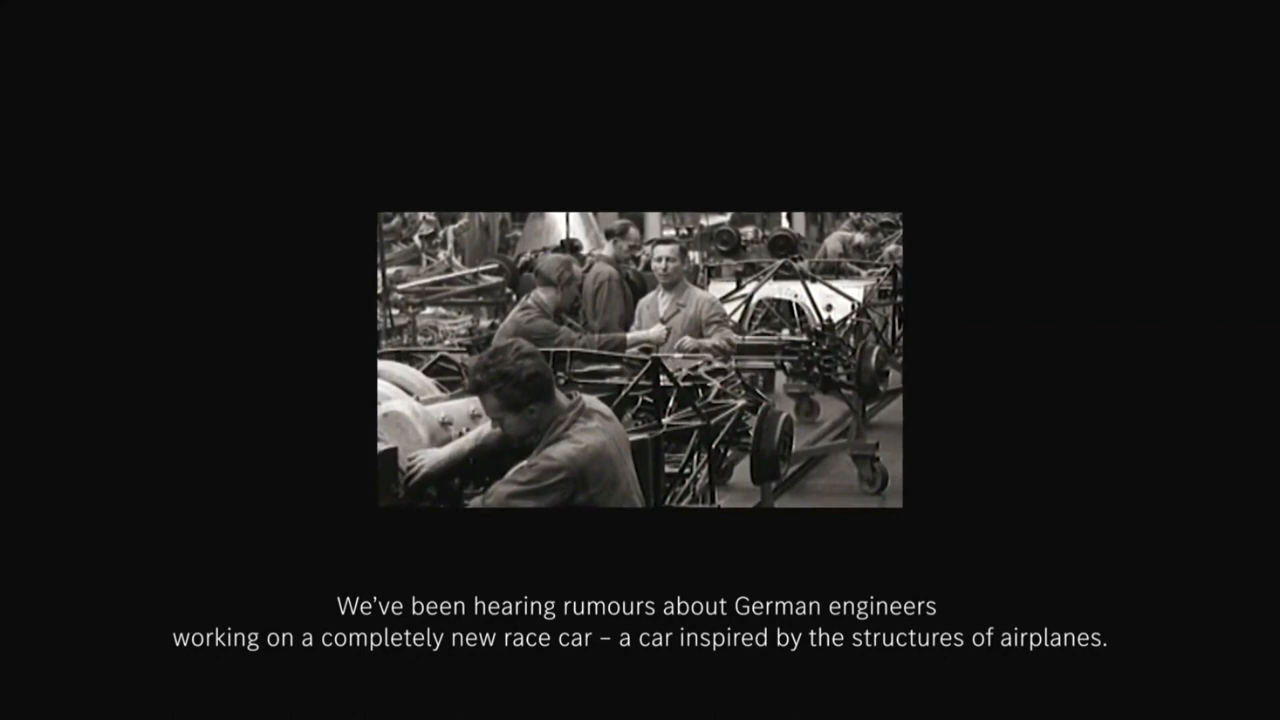 We’ve been hearing rumours about German engineers
working on a completely new race car – a car inspired by the structures of airplanes.